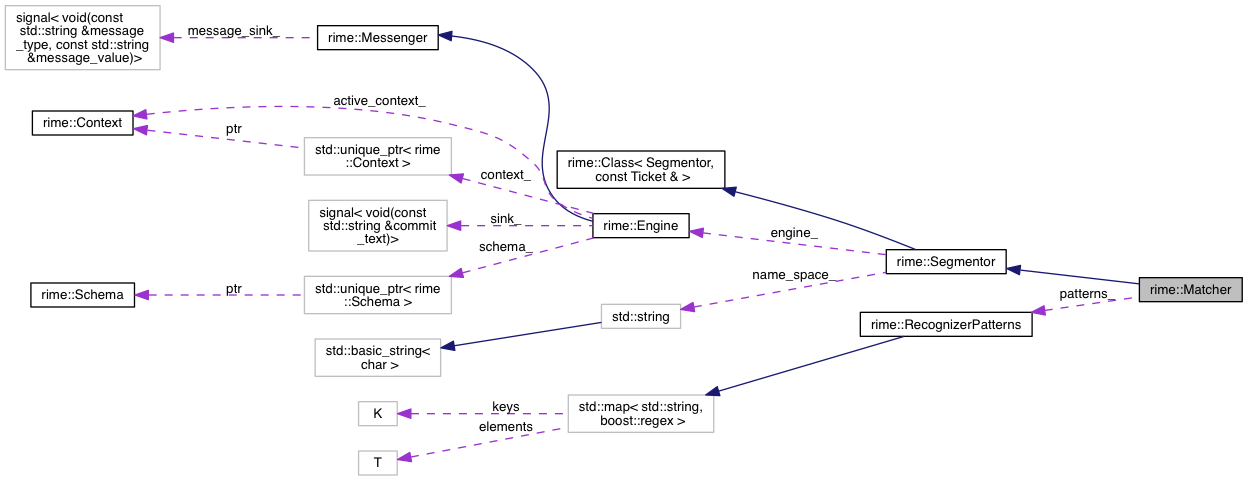 signal< void(const
std::string &message
_type, const std::string
&message_value)>
message_sink_
rime::Messenger
active_context_
rime::Context
ptr
std::unique_ptr< rime
::Context >
context_
rime::Class< Segmentor,
const Ticket & >
signal< void(const
std::string &commit
_text)>
sink_
rime::Engine
engine_
schema_
rime::Segmentor
name_space_
rime::Schema
ptr
std::unique_ptr< rime
::Schema >
rime::Matcher
patterns_
std::string
rime::RecognizerPatterns
std::basic_string<
char >
K
keys
std::map< std::string,
boost::regex >
elements
T